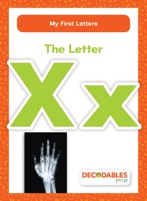 My First Letters
The Letter
X x
DECODABLES